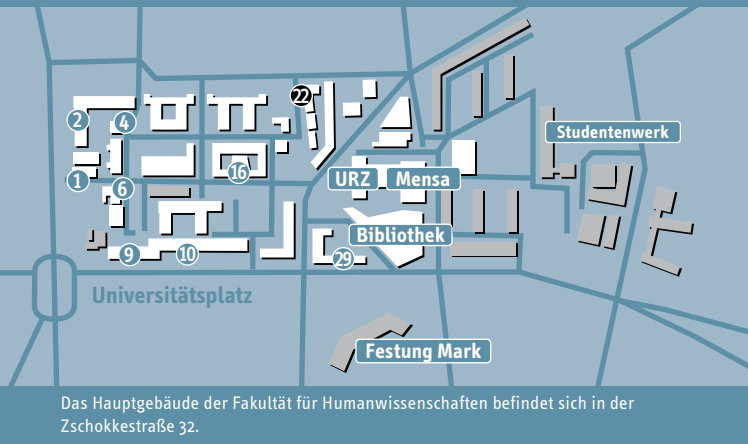 22
2
4
Studentenwerk
16
URZ
Mensa
1
6
Bibliothek
9
10
29
Universitätsplatz
Festung Mark
Das Hauptgebäude der Fakultät für Humanwissenschaften befindet sich in der
Zschokkestraße 32.